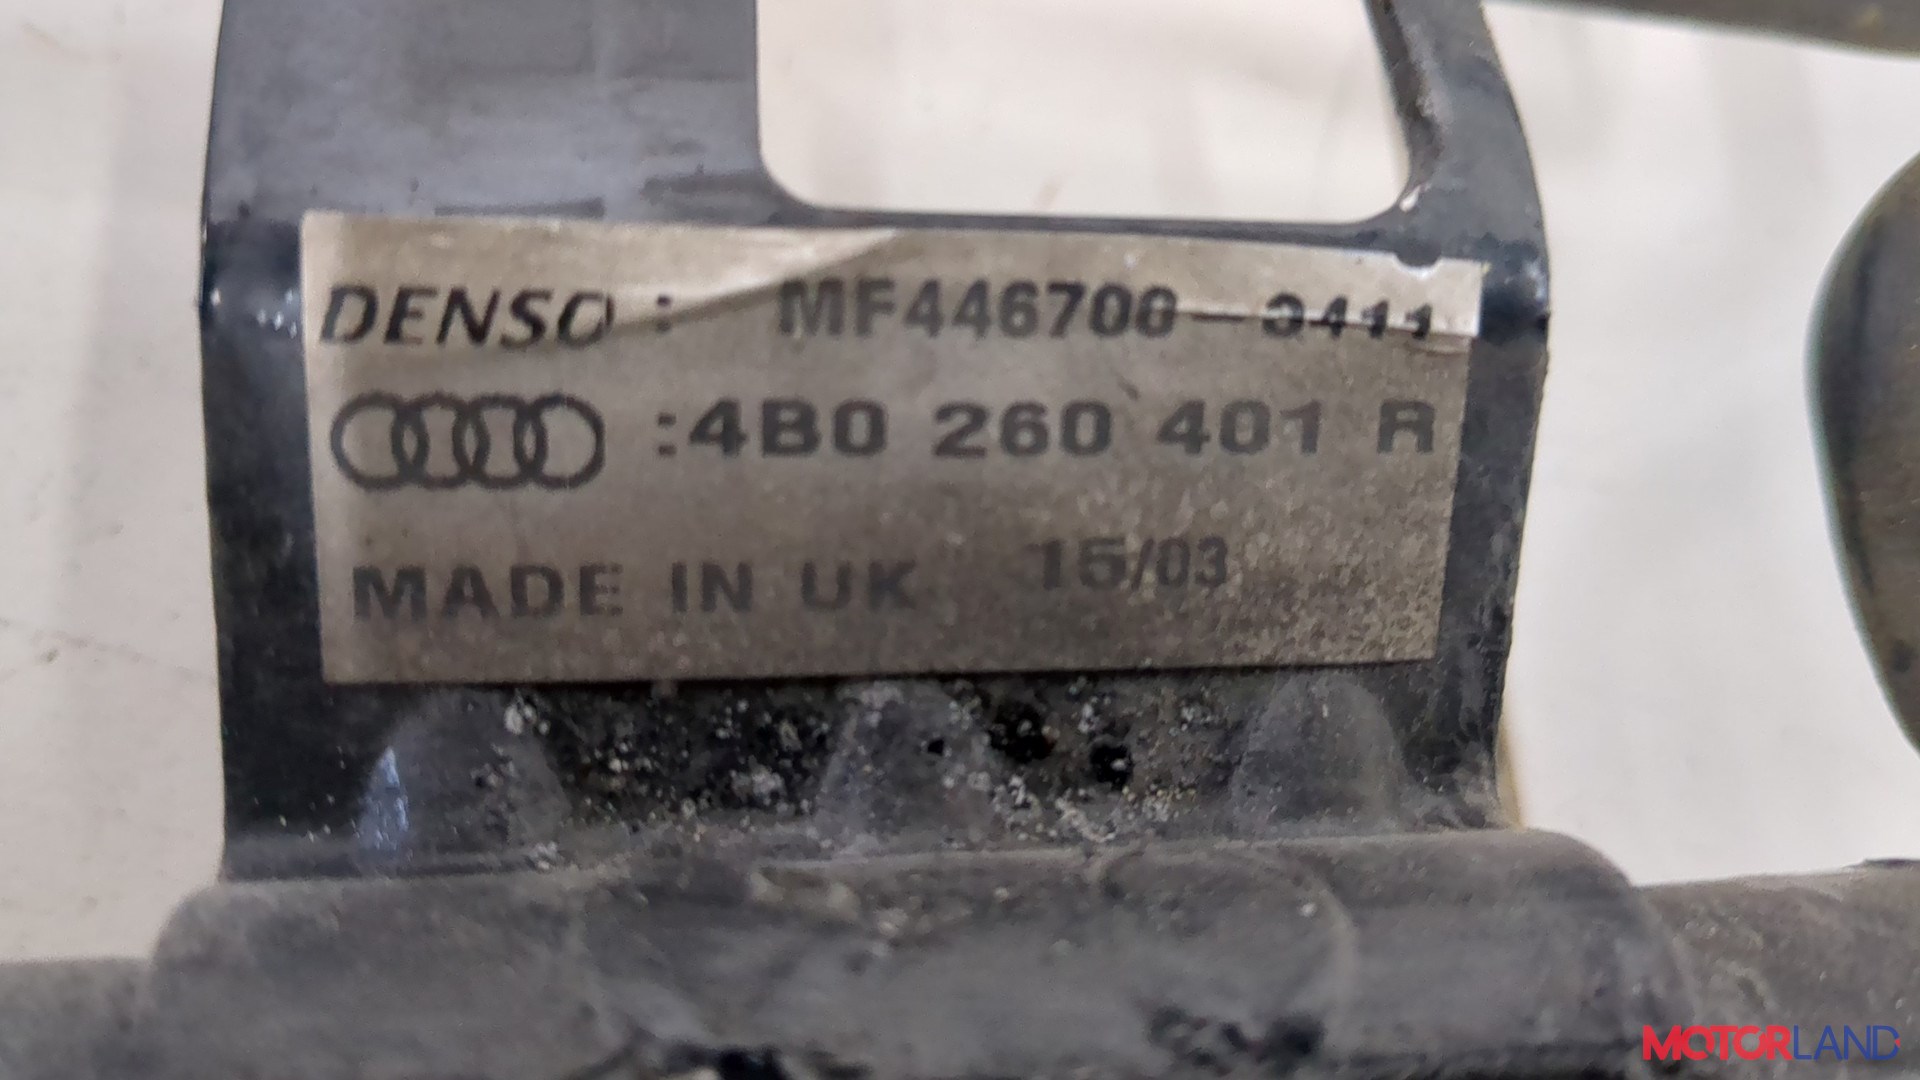 DENSO : MF446700-3411
:4B0 260 401 R
MADE IN UK 15/03
MOTORLAND